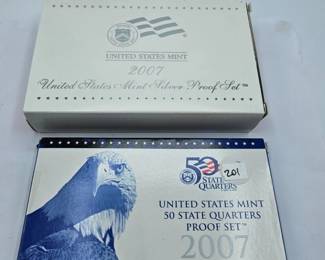 UNITED STATES MINT
2007
United States Mint Silver Proof Set™
50
STATE
QUARTERS
201
UNITED STATES MINT
50 STATE QUARTERS
PROOF SET™
2007